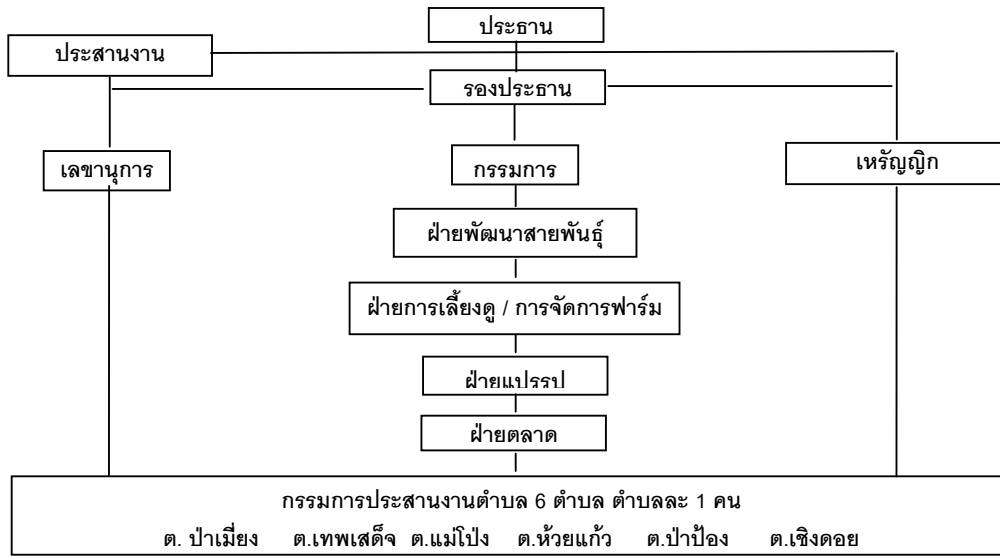 ประธาน
ประสานงาน
รองประธาน
เลขานุการ
กรรมการ
เหรัญญิก
ฝ่ายพัฒนาสายพันธุ์
ฝ่ายการเลี้ยงดู / การจัดการฟาร์ม
ฝ่ายแปรรูป
ฝ่ายตลาด
กรรมการประสานงานตำบล 6 ตำบล ตำบลละ 1 คน
ต. ป่าเมี่ยง ต.เทพเสด็จ ต.แม่โป่ง ต.ห้วยแก้ว ต.ป่าป้อง ต.เชิงดอย